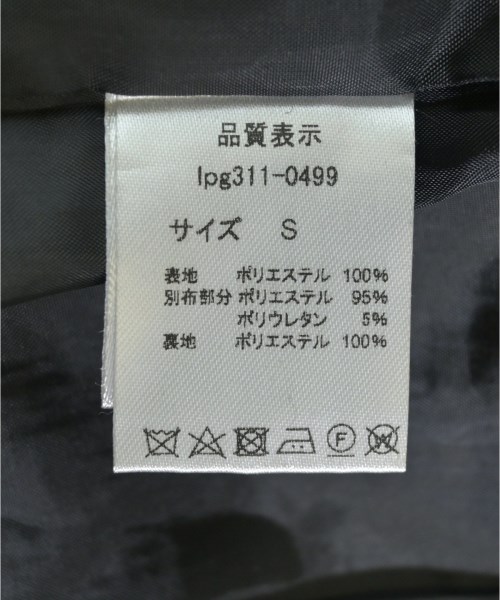 品質表示
lpg311-0499
サイズ S
表地 ポリエステル 100%
別布部分 ポリエステル 95%
ポリウレタン 5%
裏地 ポリエステル 100%
F
W